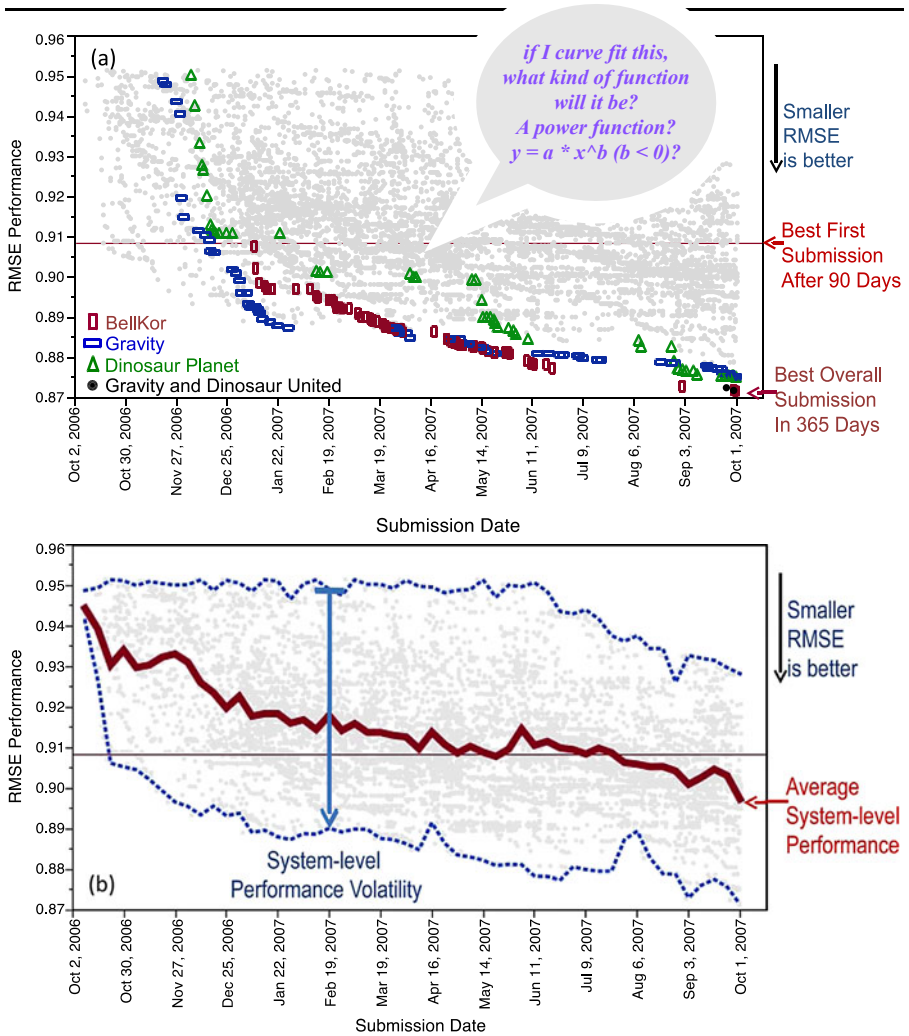 (a)
if I curve fit this,
what kind of function
will it be?
A power function?
y = a * x^b (b < 0)?
0.96
0.95
0.94
0.93
0.92
0.91
0.90
0.89
0.88
0.87
RMSE Performance
Smaller
RMSE
is better
Best First
Submission
After 90 Days
BellKor
Gravity
Dinosaur Planet
Gravity and Dinosaur United
Best Overall
Submission
In 365 Days
Oct 2, 2006
Oct 30, 2006
Nov 27, 2006
Dec 25, 2006
Jan 22, 2007
Feb 19, 2007
Mar 19, 2007
Apr 16, 2007
May 14, 2007
Jun 11, 2007
Jul 9, 2007
Aug 6, 2007
Sep 3, 2007
Oct 1, 2007
Submission Date
0.96
0.95
0.94
0.93
0.92
0.91
0.90
0.89
0.88
0.87
RMSE Performance
Smaller
RMSE
is better
Average
System-level
Performance
System-level
Performance Volatility
(b)
Oct 2, 2006
Oct 30, 2006
Nov 27, 2006
Dec 25, 2006
Jan 22, 2007
Feb 19, 2007
Mar 19, 2007
Apr 16, 2007
May 14, 2007
Jun 11, 2007
Jul 9, 2007
Aug 6, 2007
Sep 3, 2007
Oct 1, 2007
Submission Date